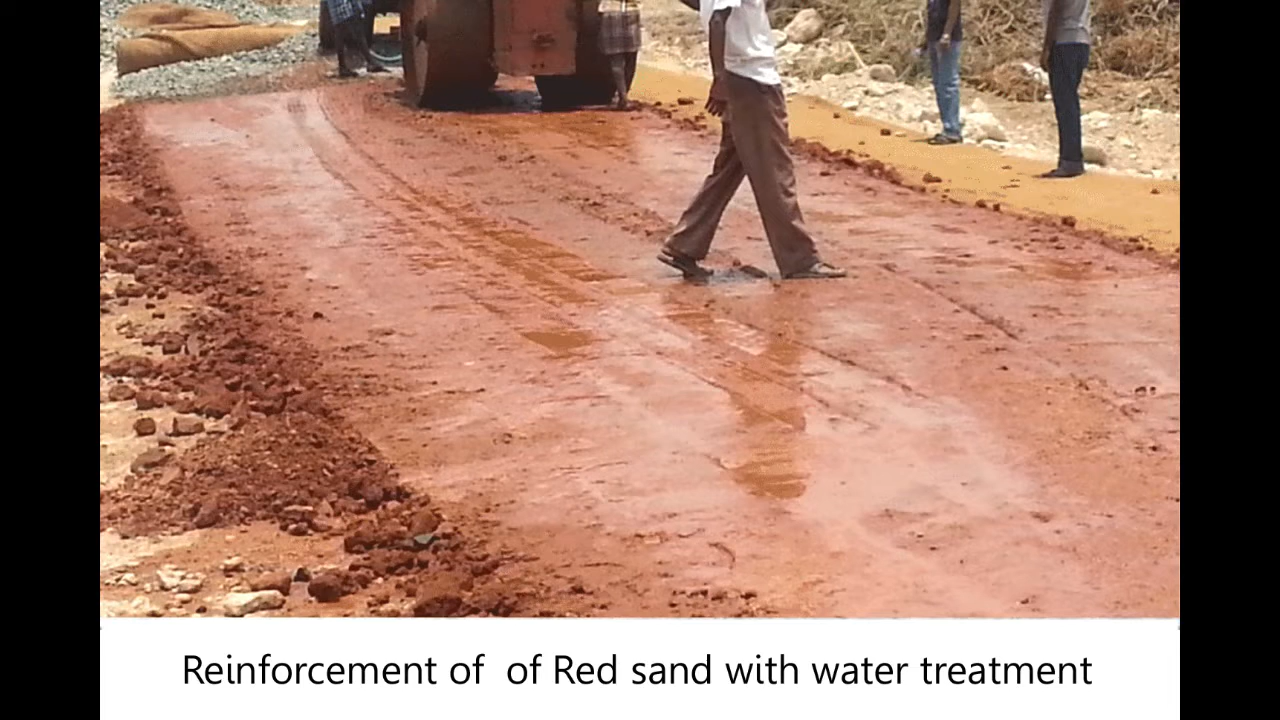 Reinforcement of  of Red sand with water treatment